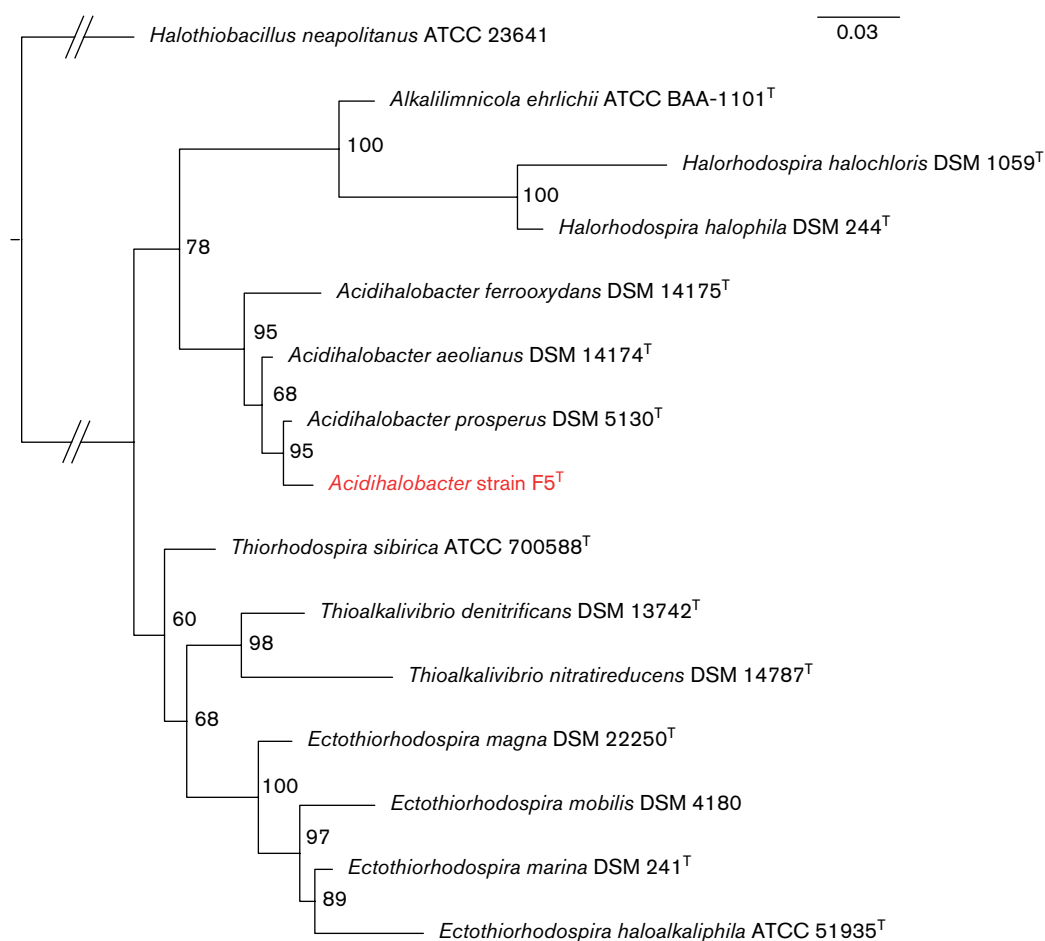 Halothiobacillus neapolitanus ATCC 23641
0.03
Alkalilimnicola ehrlichii ATCC BAA-1101ᵀ
100
Halorhodospira halochloris DSM 1059ᵀ
100
Halorhodospira halophila DSM 244ᵀ
78
Acidihalobacter ferrooxydans DSM 14175ᵀ
95
Acidihalobacter aeolianus DSM 14174ᵀ
68
Acidihalobacter prosperus DSM 5130ᵀ
95
Acidihalobacter strain F5ᵀ
Thiorhodospira sibirica ATCC 700588ᵀ
60
Thioalkalivibrio denitrificans DSM 13742ᵀ
98
Thioalkalivibrio nitratireducens DSM 14787ᵀ
68
Ectothiorhodospira magna DSM 22250ᵀ
100
Ectothiorhodospira mobilis DSM 4180
97
Ectothiorhodospira marina DSM 241ᵀ
89
Ectothiorhodospira haloalkaliphila ATCC 51935ᵀ